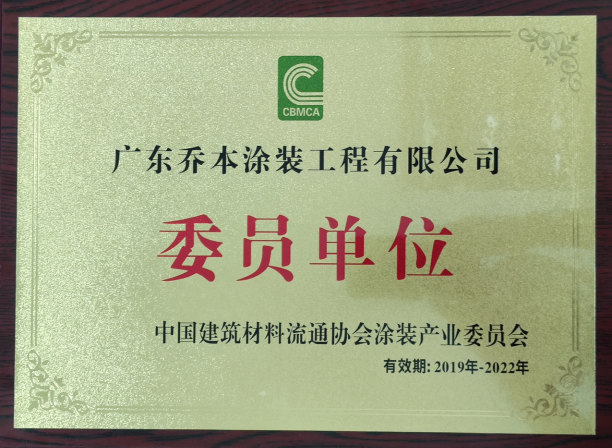 CBMCA
广东乔本涂装工程有限公司
委员单位
中国建筑材料流通协会涂装产业委员会
有效期: 2019年-2022年